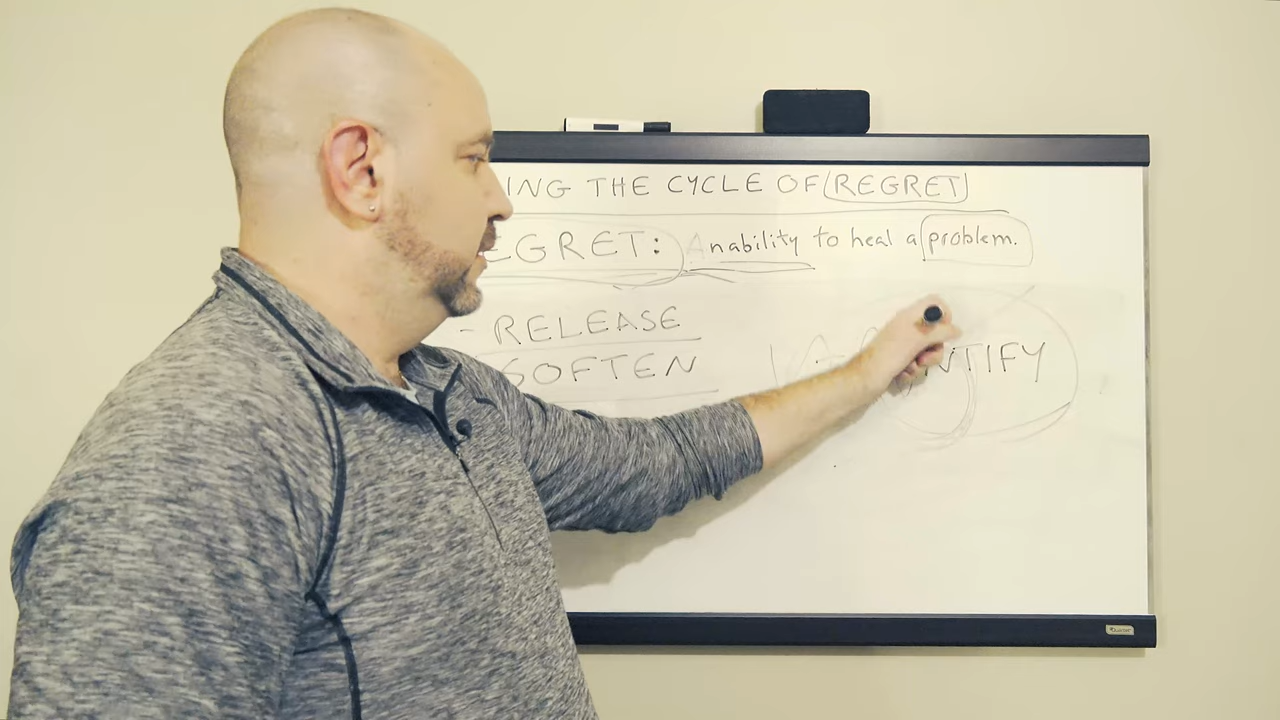 ING THE CYCLE OF REGRET
EGRET: Anability to heal a problem.
- RELEASE
SOFTEN
NTIFY